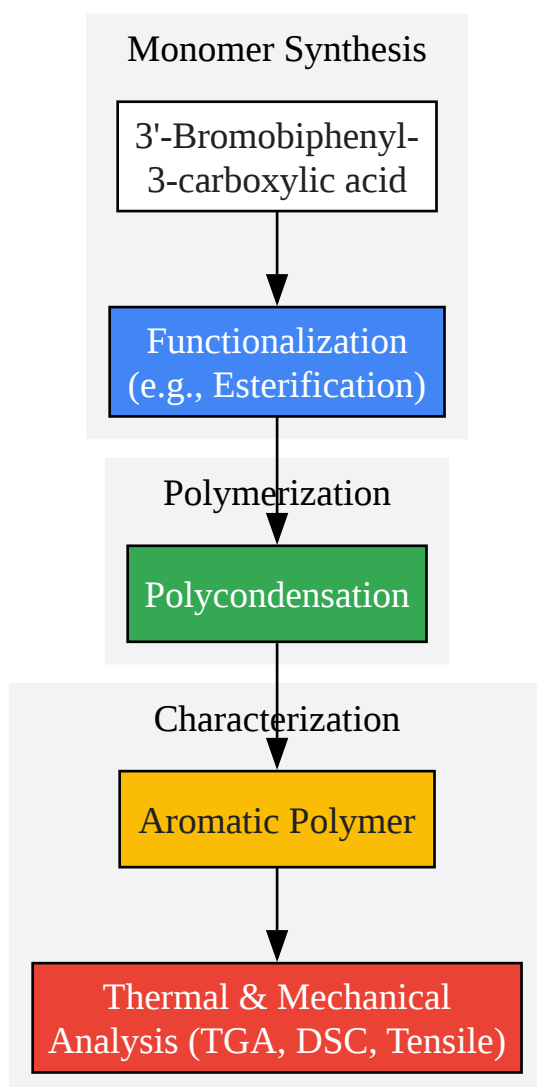 Monomer Synthesis
3'-Bromobiphenyl-
3-carboxylic acid
Functionalization
(e.g., Esterification)
Polymerization
Polycondensation
Characterization
Aromatic Polymer
Thermal & Mechanical
Analysis (TGA, DSC, Tensile)